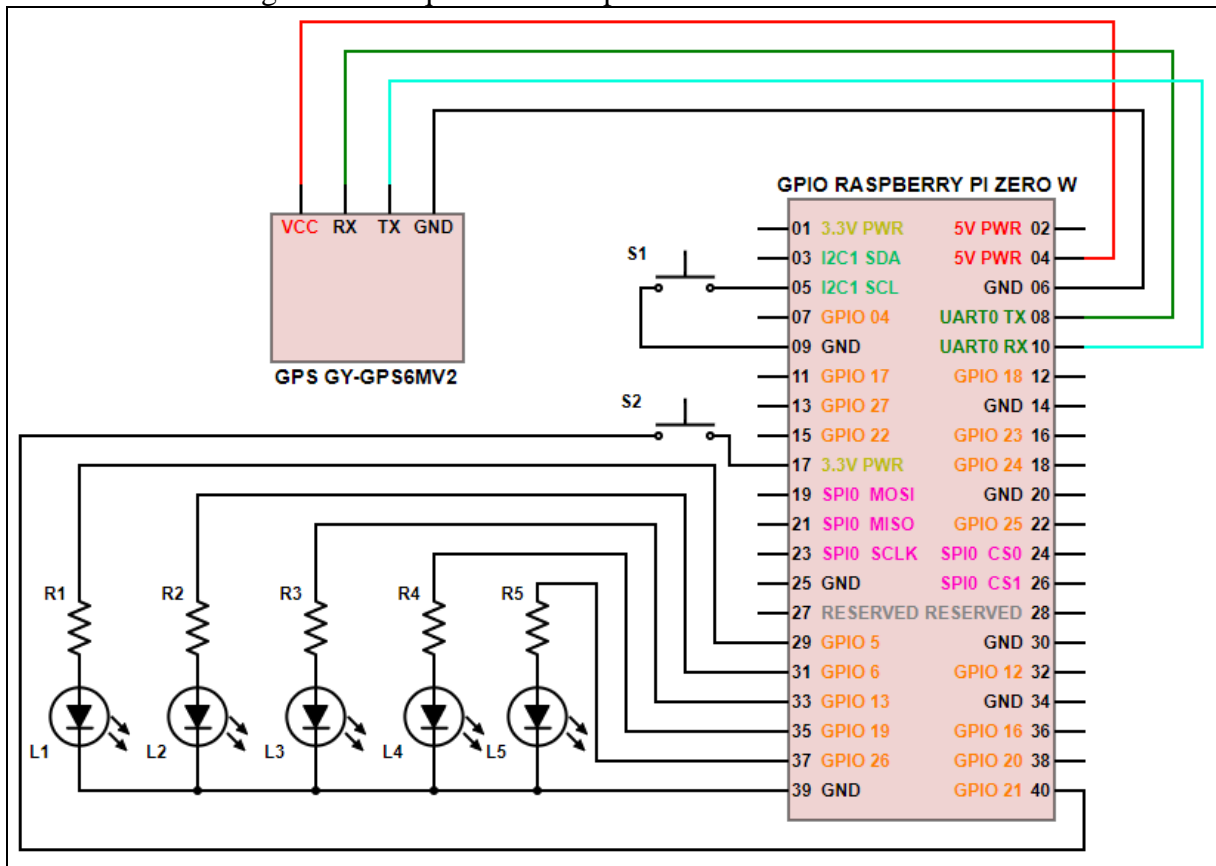 GPIO RASPBERRY PI ZERO W
VCC RX TX GND
GPS GY-GPS6MV2
S1
S2
01 3.3V PWR 5V PWR 02
03 I2C1 SDA 5V PWR 04
05 I2C1 SCL GND 06
07 GPIO 04 UART0 TX 08
09 GND UART0 RX 10
11 GPIO 17 GPIO 18 12
13 GPIO 27 GND 14
15 GPIO 22 GPIO 23 16
17 3.3V PWR GPIO 24 18
19 SPI0 MOSI GND 20
21 SPI0 MISO GPIO 25 22
23 SPI0 SCLK SPI0 CS0 24
25 GND SPI0 CS1 26
27 RESERVED RESERVED 28
29 GPIO 5 GND 30
31 GPIO 6 GPIO 12 32
33 GPIO 13 GND 34
35 GPIO 19 GPIO 16 36
37 GPIO 26 GPIO 20 38
39 GND GPIO 21 40
R1 R2 R3 R4 R5
L1 L2 L3 L4 L5